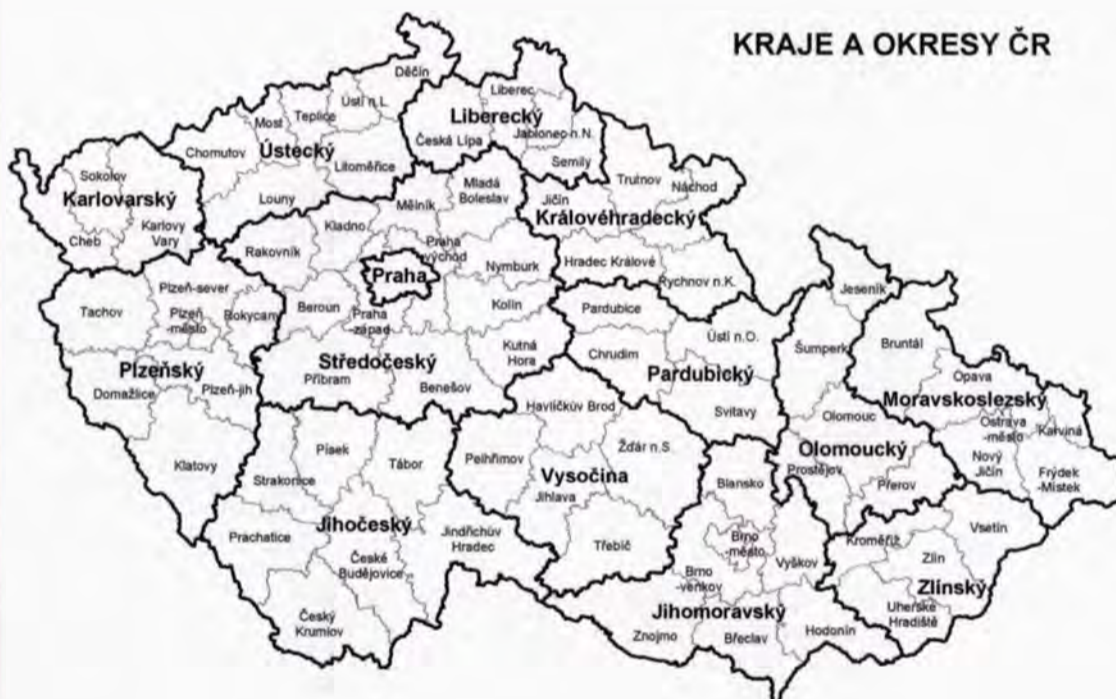 KRAJE A OKRESY ČR
Děčín
Liberec
Ústí n.L.
Teplice
Most
Liberecký
Česká Lípa
Jablonec n.N.
Chomutov
Ústecký
Litoměřice
Semily
Sokolov
Trutnov
Náchod
Karlovarský
Louny
Mělník
Mladá
Boleslav
Jičín
Královéhradecký
Cheb
Karlovy
Vary
Rakovník
Kladno
Praha
-východ
Nymburk
Hradec Králové
Praha
Rychnov n.K.
Jeseník
Plzeň-sever
Tachov
Plzeň
-město
Rokycany
Beroun
Praha
-západ
Kolín
Pardubice
Ústí n.O.
Šumperk
Bruntál
Kutná
Hora
Chrudim
Středočeský
Plzeňský
Pardubický
Opava
Domažlice
Plzeň-jih
Příbram
Benešov
Moravskoslezský
Havlíčkův Brod
Svitavy
Olomouc
Ostrava
-město
Karviná
Písek
Tábor
Pelhřimov
Žďár n.S.
Olomoucký
Klatovy
Strakonice
Vysočina
Prostějov
Nový
Jičín
Frýdek
-Místek
Jihlava
Blansko
Přerov
Jihočeský
Prachatice
Jindřichův
Hradec
Třebíč
Brno
-město
Vyškov
Kroměříž
Vsetín
České
Budějovice
Brno
-venkov
Zlín
Zlínský
Český
Krumlov
Jihomoravský
Uherské
Hradiště
Znojmo
Břeclav
Hodonín